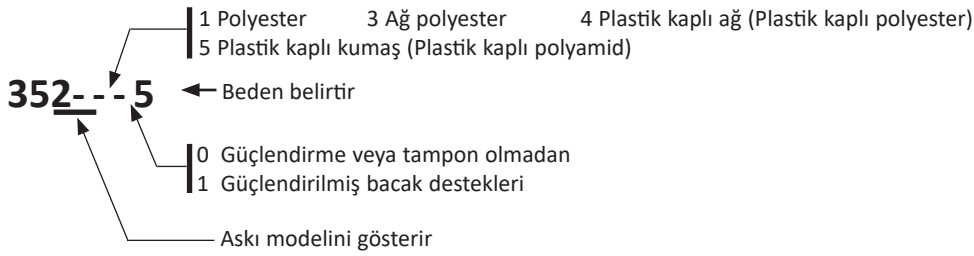 1 Polyester 3 Ağ polyester 4 Plastik kaplı ağ (Plastik kaplı polyester)
5 Plastik kaplı kumaş (Plastik kaplı polyamid)
352- - - 5 Beden belirtir
0 Güçlendirme veya tampon olmadan
1 Güçlendirilmiş bacak destekleri
Askı modelini gösterir